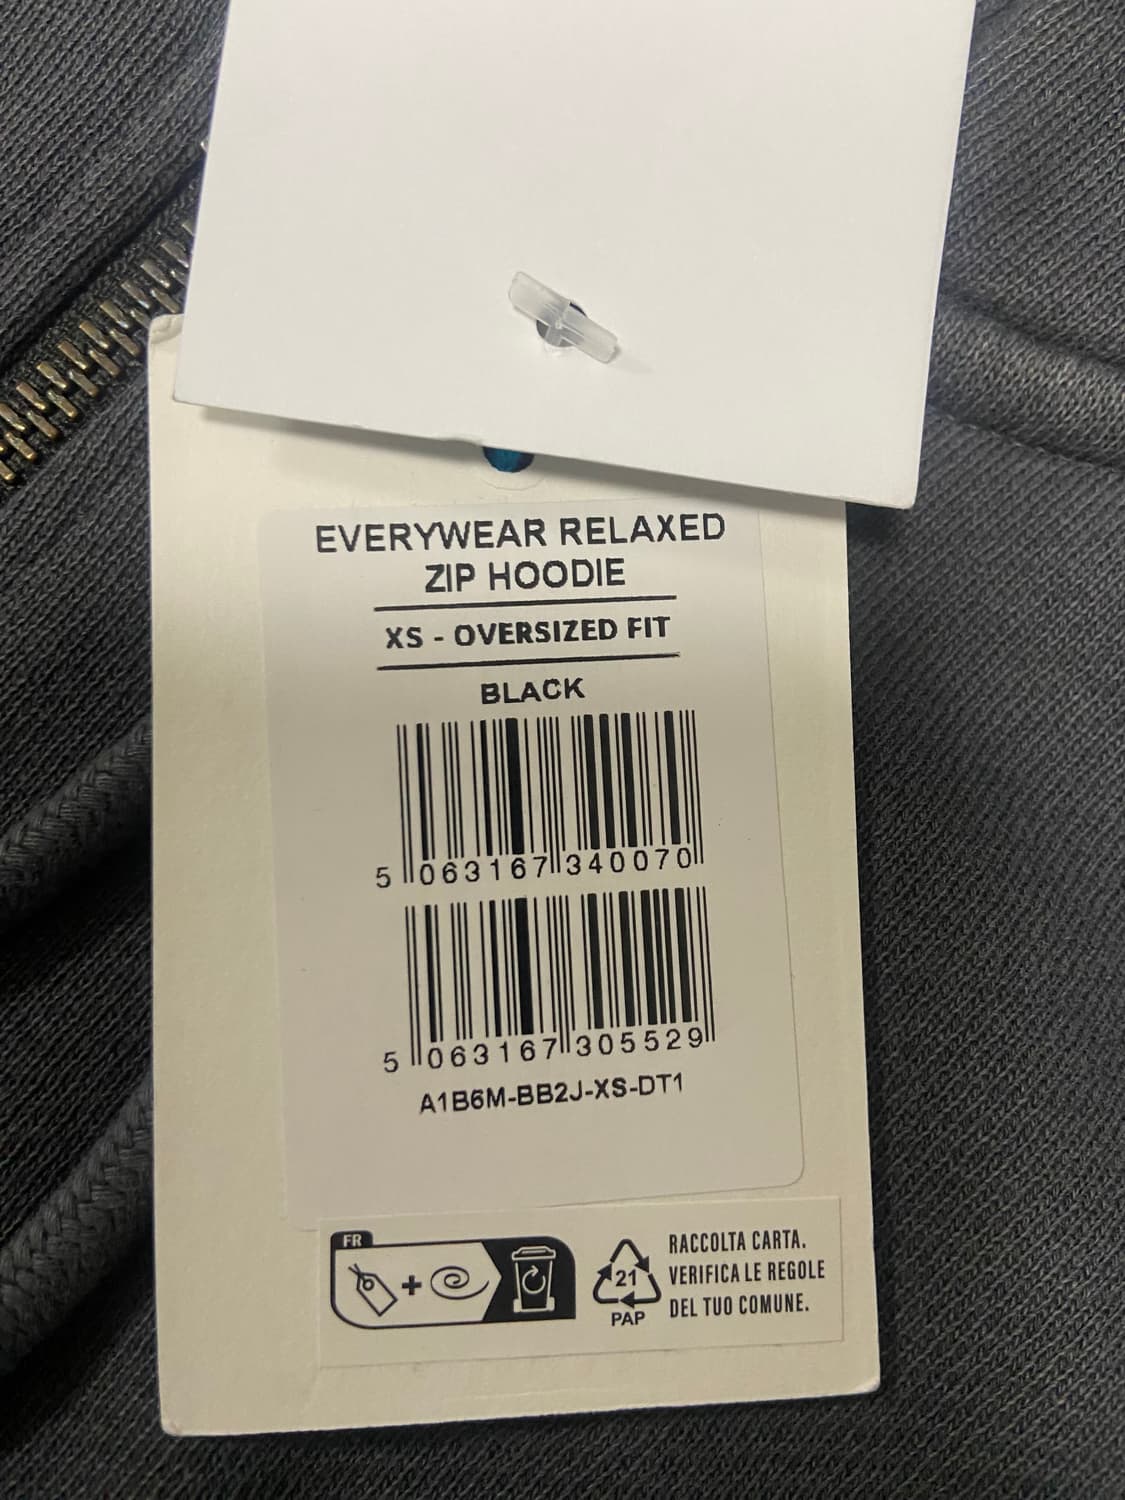 EVERYWEAR RELAXED
ZIP HOODIE
XS - OVERSIZED FIT
BLACK
5 063167 340070
5 063167 305529
A1B6M-BB2J-XS-DT1
FR
+
21
PAP
RACCOLTA CARTA.
VERIFICA LE REGOLE
DEL TUO COMUNE.